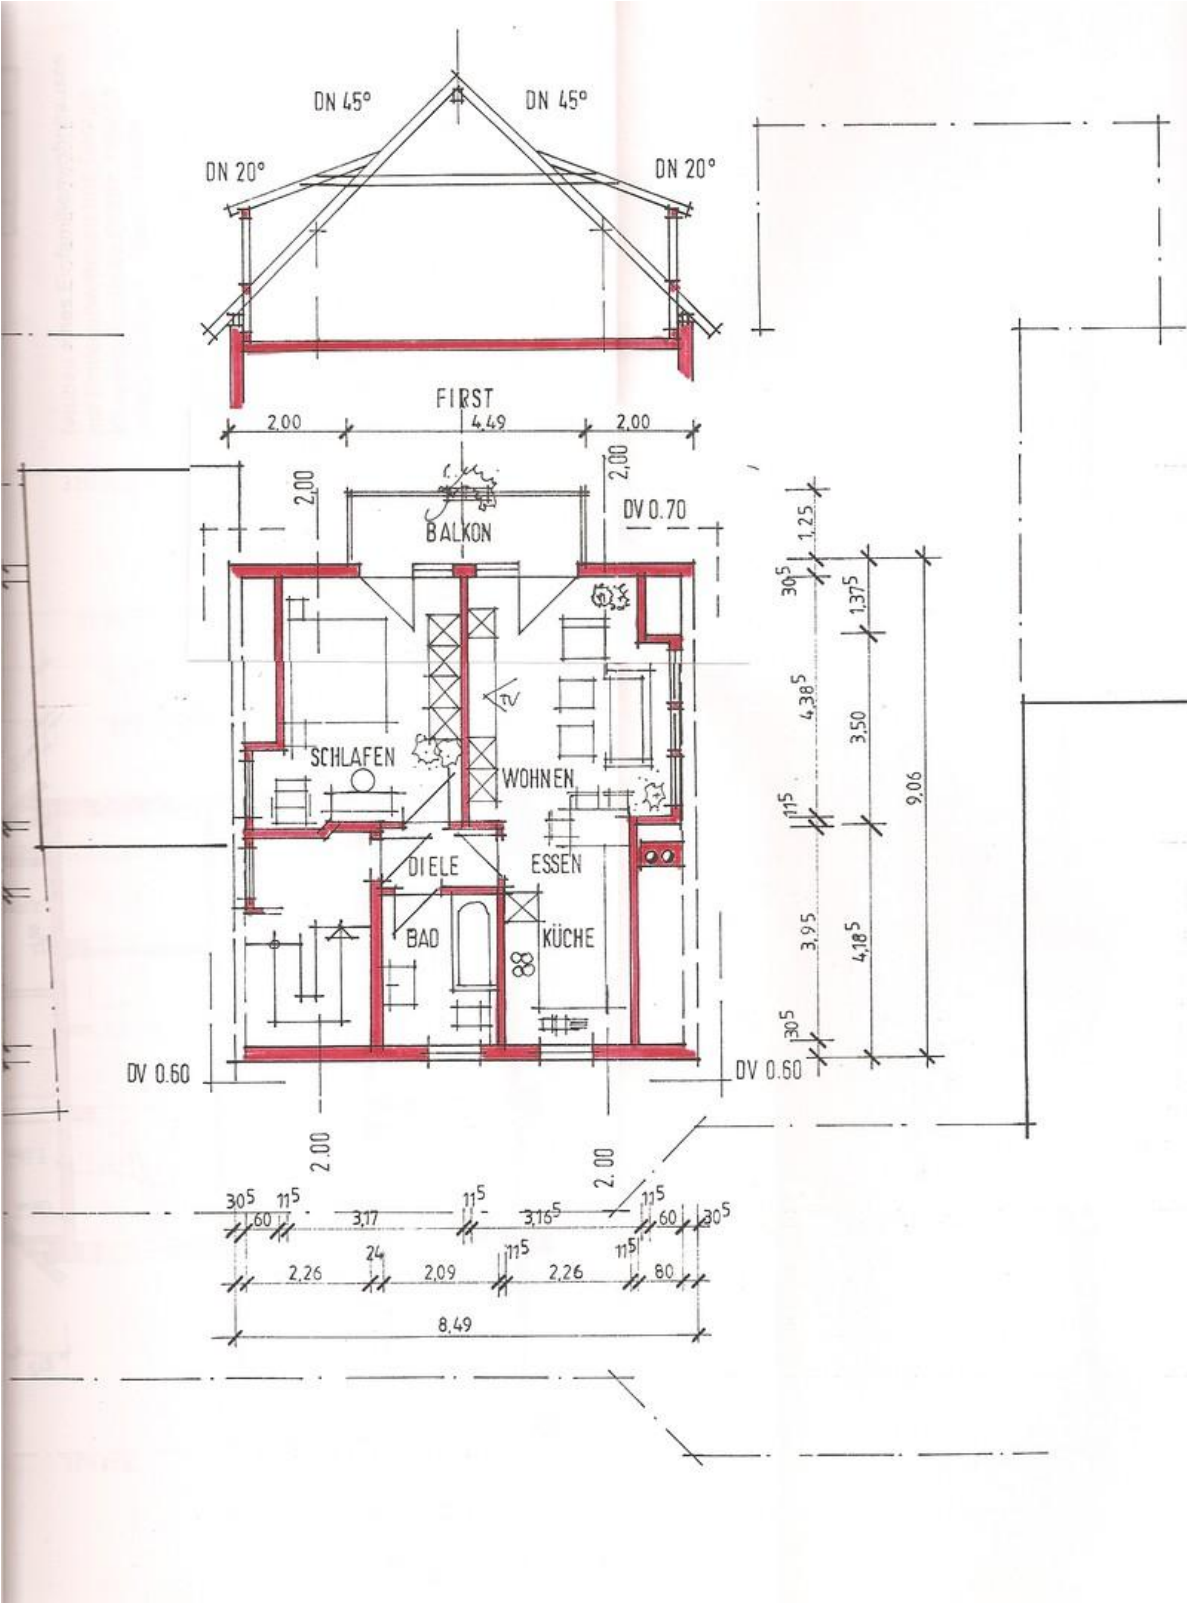 DN 45° DN 45°
DN 20° DN 20°
FIRST
2,00 4,49 2,00
2,00 2,00
DV 0.70
BALKON
1,25
30⁵
1,37⁵
4,38⁵
3,50
9,06
TV
SCHLAFEN
WOHNEN
11⁵
DIELE
ESSEN
BAD
KÜCHE
3,95
4,18⁵
30⁵
DV 0.60 DV 0.60
2.00 2.00
30⁵ 60 11⁵ 3,17 11⁵ 3,16⁵ 11⁵ 60 30⁵
2,26 24 2,09 11⁵ 2,26 11⁵ 80
8,49